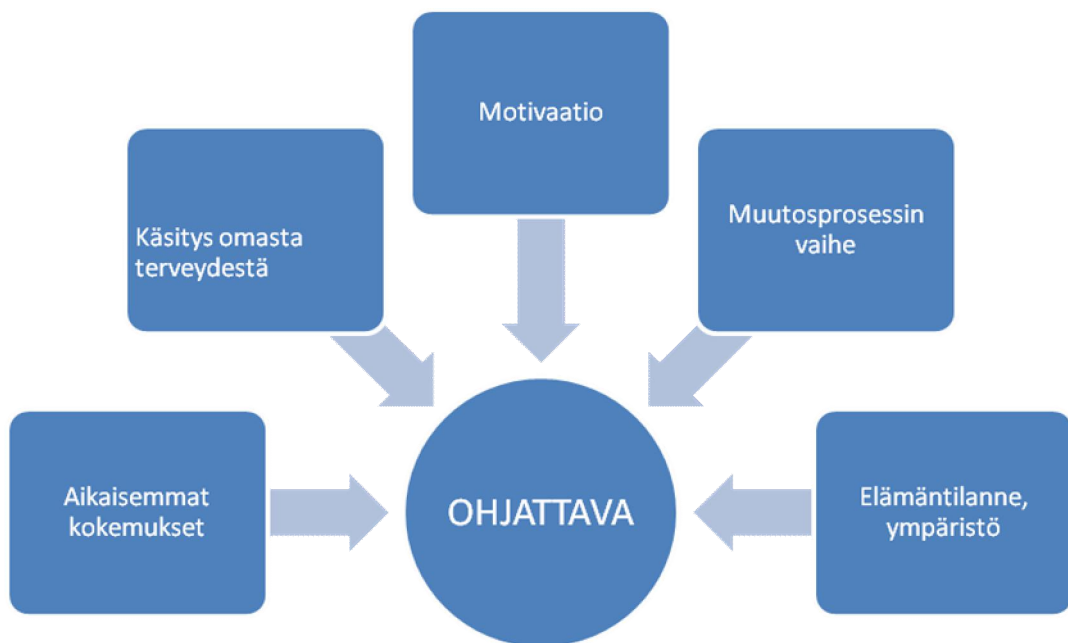 Motivaatio
Käsitys omasta
terveydestä
Muutosprosessin
vaihe
Aikaisemmat
kokemukset
OHJATTAVA
Elämäntilanne,
ympäristö